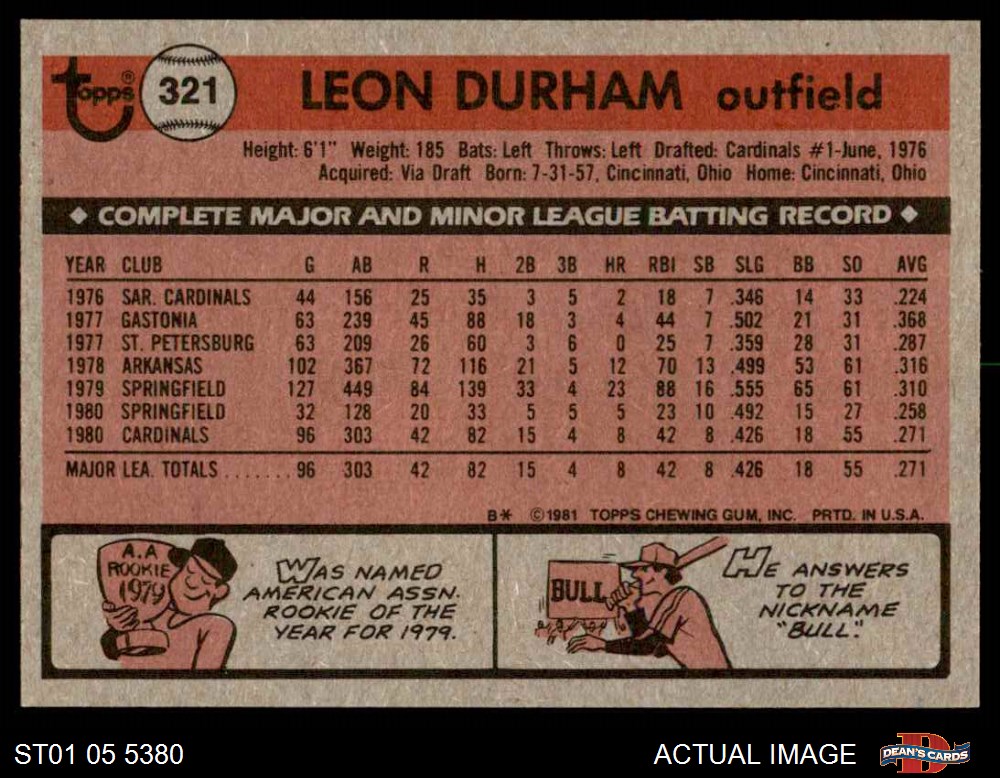 topps® 321 LEON DURHAM outfield
Height: 6'1" Weight: 185 Bats: Left Throws: Left Drafted: Cardinals #1-June, 1976
Acquired: Via Draft Born: 7-31-57, Cincinnati, Ohio Home: Cincinnati, Ohio
◆ COMPLETE MAJOR AND MINOR LEAGUE BATTING RECORD ◆
YEAR CLUB G AB R H 2B 3B HR RBI SB SLG BB SO AVG
1976 SAR. CARDINALS 44 156 25 35 3 5 2 18 7 .346 14 33 .224
1977 GASTONIA 63 239 45 88 18 3 4 44 7 .502 21 31 .368
1977 ST. PETERSBURG 63 209 26 60 3 6 0 25 7 .359 28 31 .287
1978 ARKANSAS 102 367 72 116 21 5 12 70 13 .499 53 61 .316
1979 SPRINGFIELD 127 449 84 139 33 4 23 88 16 .555 65 61 .310
1980 SPRINGFIELD 32 128 20 33 5 5 5 23 10 .492 15 27 .258
1980 CARDINALS 96 303 42 82 15 4 8 42 8 .426 18 55 .271
MAJOR LEA. TOTALS ....... 96 303 42 82 15 4 8 42 8 .426 18 55 .271
B* ©1981 TOPPS CHEWING GUM, INC. PRTD. IN U.S.A.
A.A
ROOKIE
1979
WAS NAMED
AMERICAN ASSN.
ROOKIE OF THE
YEAR FOR 1979.
BULL
HE ANSWERS
TO THE
NICKNAME
"BULL."
ST01 05 5380
ACTUAL IMAGE
DEAN'S CARDS